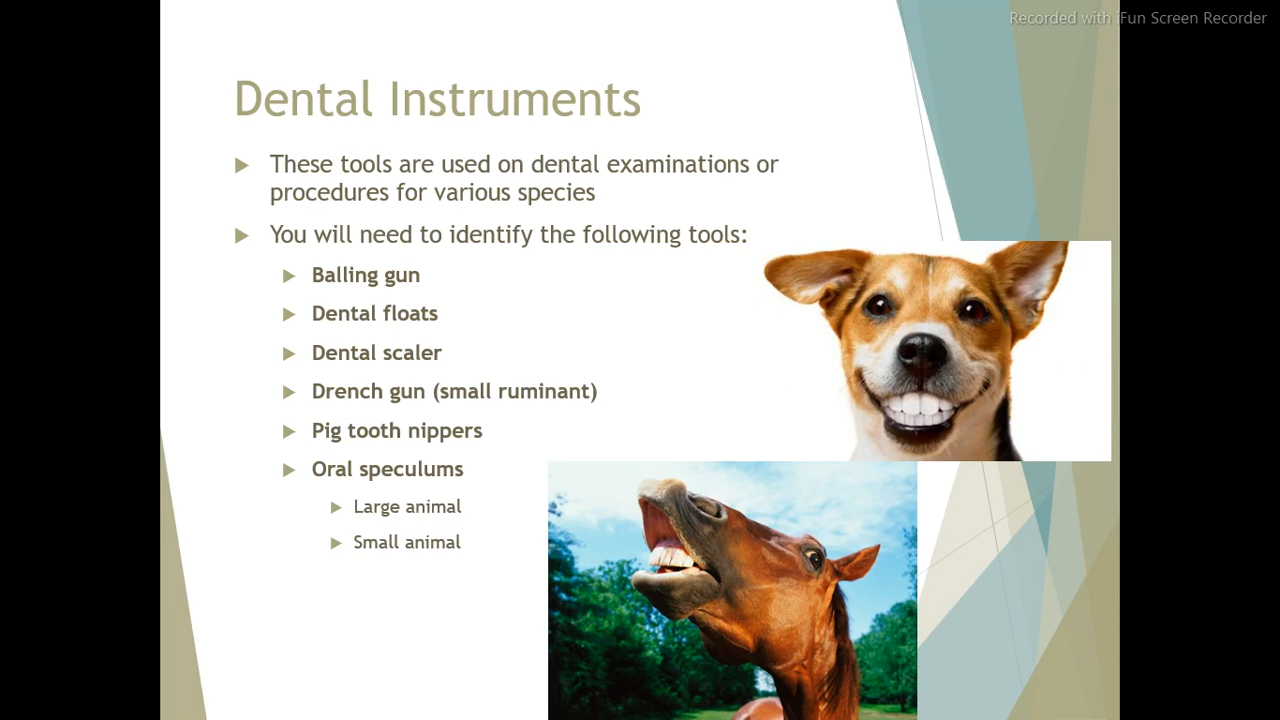 Recorded with iFun Screen Recorder
Dental Instruments
These tools are used on dental examinations or
procedures for various species
You will need to identify the following tools:
Balling gun
Dental floats
Dental scaler
Drench gun (small ruminant)
Pig tooth nippers
Oral speculums
Large animal
Small animal